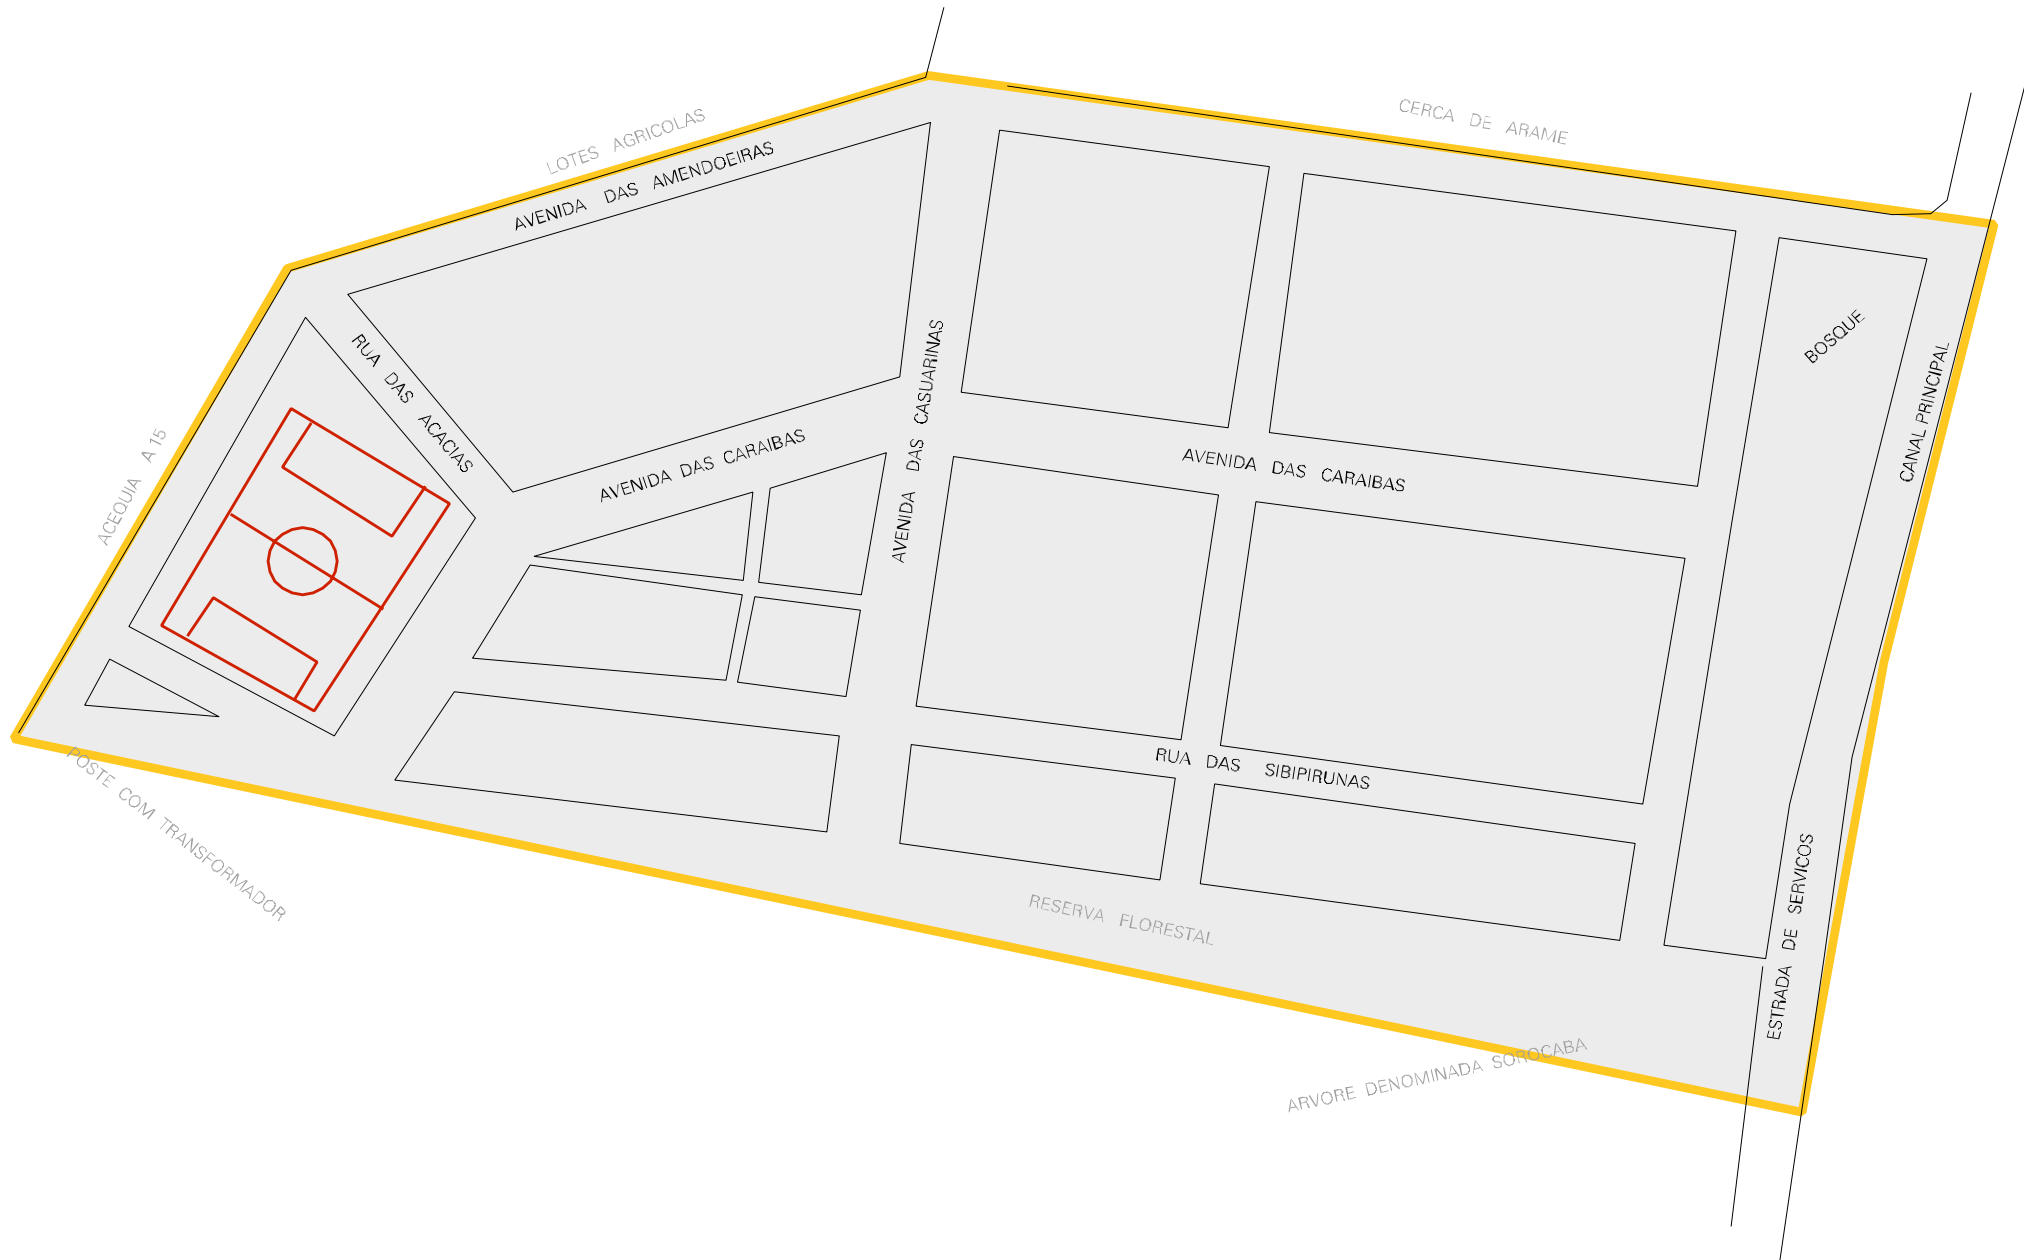 CERCA DE ARAME
LOTES AGRICOLAS
AVENIDA DAS AMENDOEIRAS
BOSQUE
RUA DAS ACACIAS
AVENIDA DAS CASUARINAS
CANAL PRINCIPAL
ACEQUIA A 15
AVENIDA DAS CARAIBAS
AVENIDA DAS CARAIBAS
RUA DAS SIBIPIRUNAS
POSTE COM TRANSFORMADOR
ESTRADA DE SERVICOS
RESERVA FLORESTAL
ARVORE DENOMINADA SOROCABA